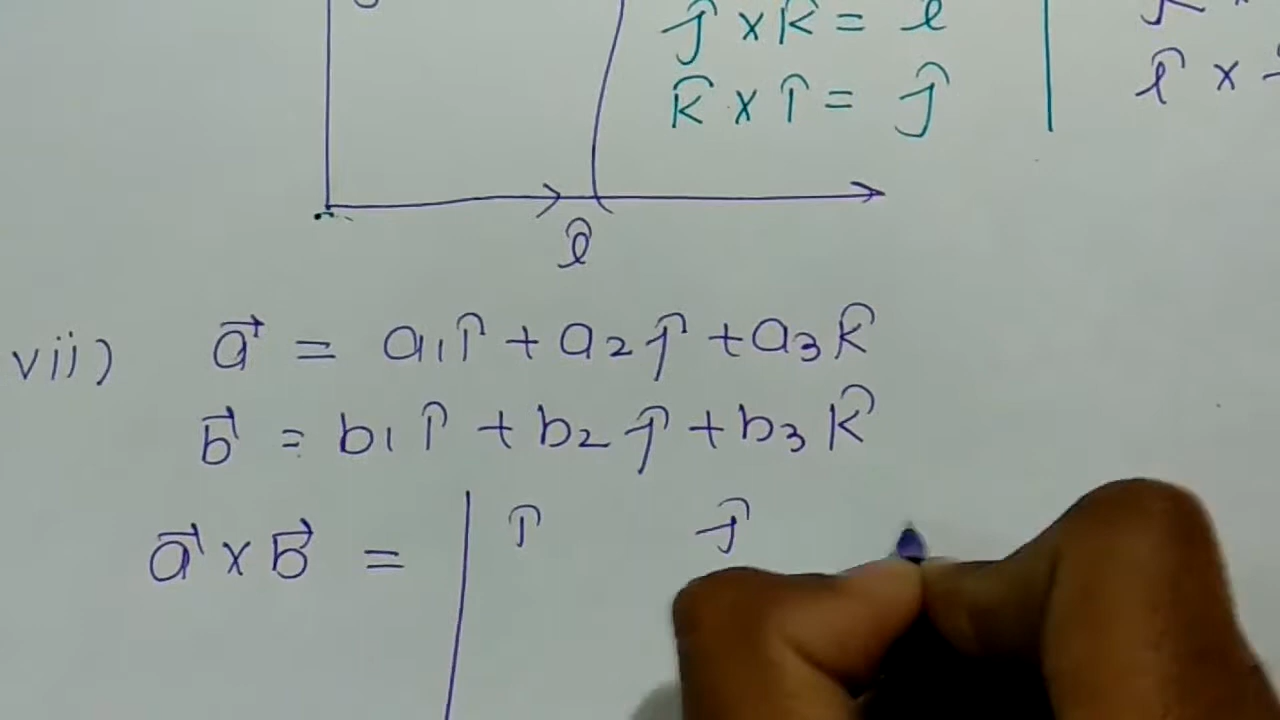 ĵ × k̂ = î
k̂ × î = ĵ
î ×
î
vii) a⃗ = a₁î + a₂ĵ + a₃k̂
b⃗ = b₁î + b₂ĵ + b₃k̂
a⃗ × b⃗ = | î ĵ